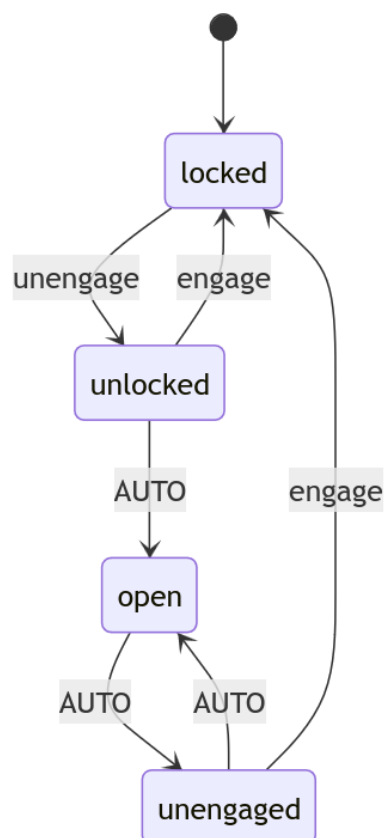 locked
unengage
engage
unlocked
AUTO
engage
open
AUTO
AUTO
unengaged